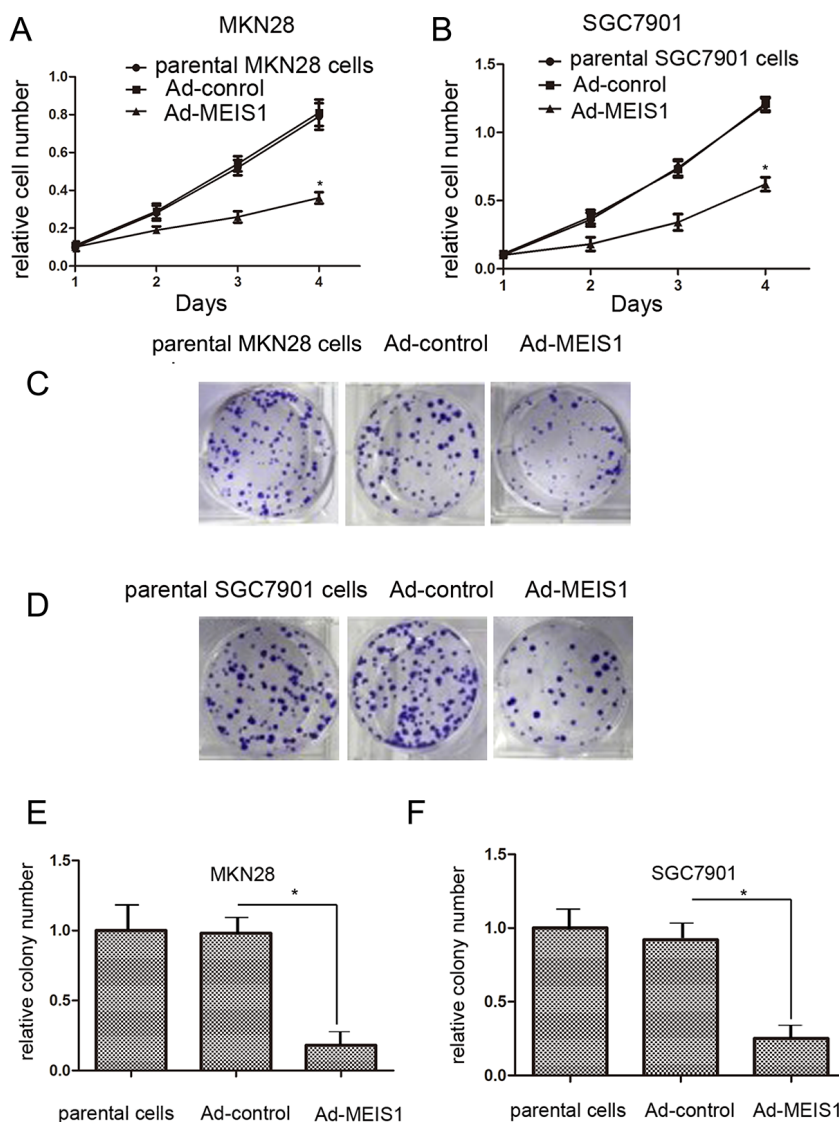 A
MKN28
parental MKN28 cells
Ad-conrol
Ad-MEIS1
relative cell number
1.0
0.8
0.6
0.4
0.2
0.0
*
1 2 3 4
Days
B
SGC7901
parental SGC7901 cells
Ad-conrol
Ad-MEIS1
relative cell number
1.5
1.0
0.5
0.0
*
1 2 3 4
Days
parental MKN28 cells Ad-control Ad-MEIS1
C
parental SGC7901 cells Ad-control Ad-MEIS1
D
E
MKN28
relative colony number
1.5
1.0
0.5
0.0
*
parental cells Ad-control Ad-MEIS1
F
SGC7901
relative colony number
1.5
1.0
0.5
0.0
*
parental cells Ad-control Ad-MEIS1